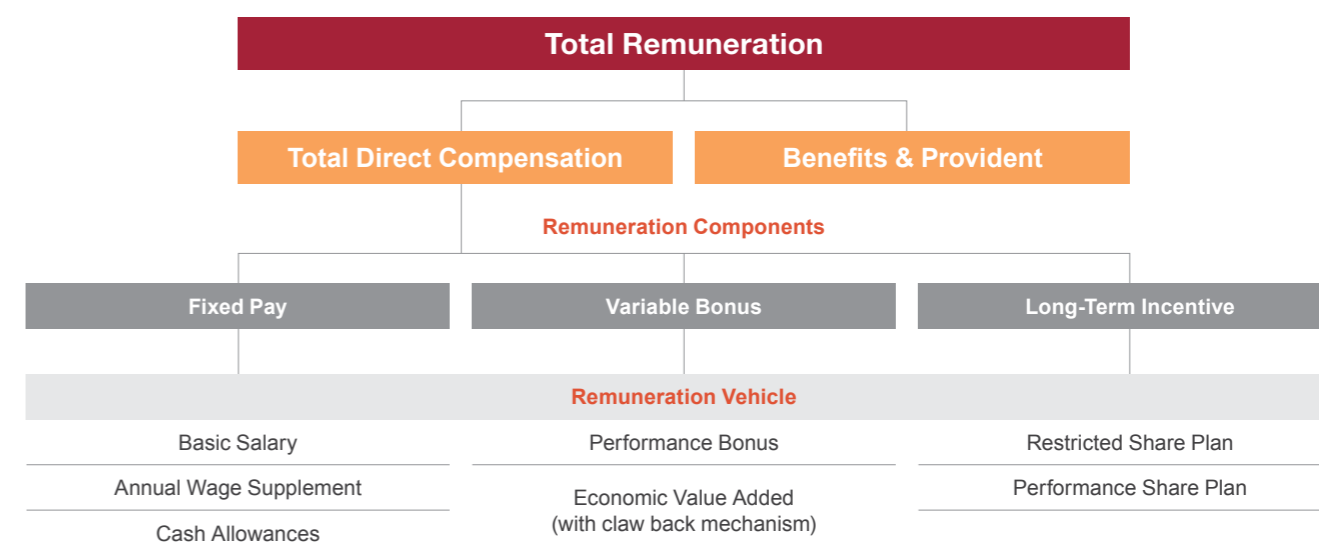 Total Remuneration
Total Direct Compensation
Benefits & Provident
Remuneration Components
Fixed Pay
Variable Bonus
Long-Term Incentive
Remuneration Vehicle
Basic Salary
Performance Bonus
Restricted Share Plan
Annual Wage Supplement
Economic Value Added
(with claw back mechanism)
Performance Share Plan
Cash Allowances